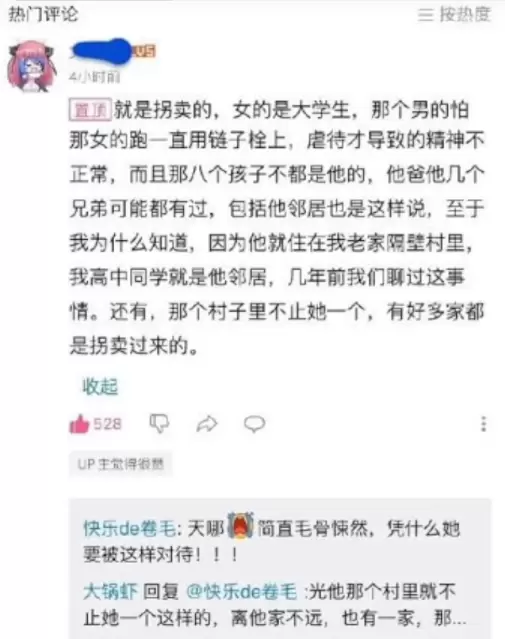 热门评论
按热度
V5
4小时前
置顶 就是拐卖的，女的是大学生，那个男的怕
那女的跑一直用链子栓上，虐待才导致的精神不
正常，而且那八个孩子不都是他的，他爸他几个
兄弟可能都有过，包括他邻居也是这样说，至于
我为什么知道，因为他就住在我老家隔壁村里，
我高中同学就是他邻居，几年前我们聊过这事
情。还有，那个村子里不止她一个，有好多家都
是拐卖过来的。
收起
528
UP主觉得很赞
快乐de卷毛: 天哪 简直毛骨悚然，凭什么她
要被这样对待！！！
大锅虾 回复 @快乐de卷毛 :光他那个村里就不
止她一个这样的，离他家不远，也有一家，那...